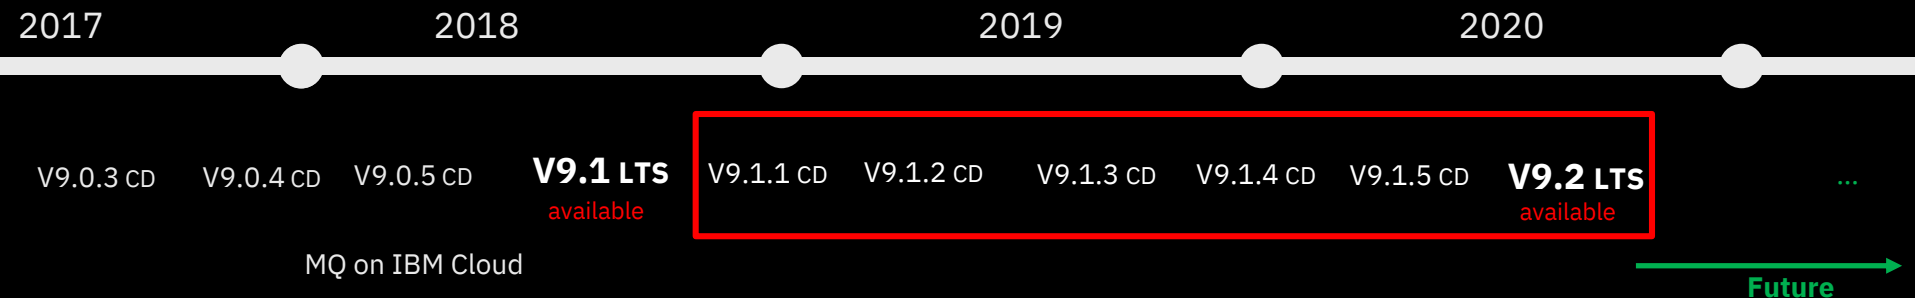 2017 2018 2019 2020
V9.0.3 CD V9.0.4 CD V9.0.5 CD V9.1 LTS V9.1.1 CD V9.1.2 CD V9.1.3 CD V9.1.4 CD V9.1.5 CD V9.2 LTS ...
available available
MQ on IBM Cloud
Future